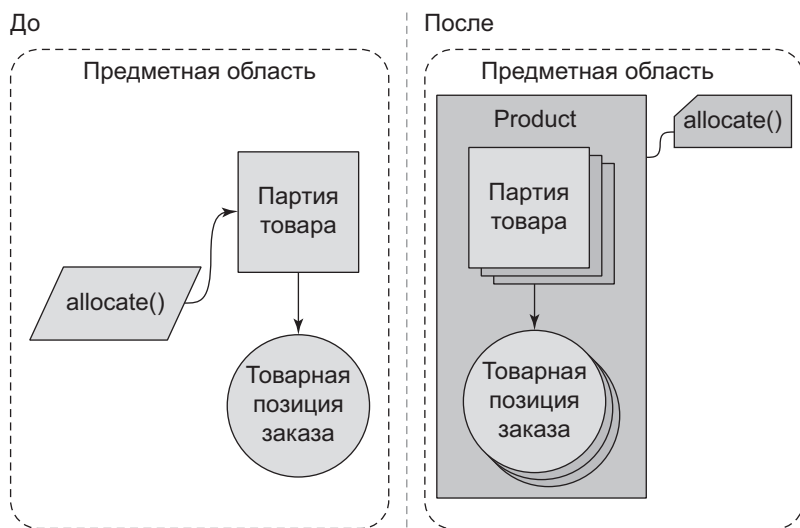 До
Предметная область
Партия
товара
allocate()
Товарная
позиция
заказа
После
Предметная область
Product
allocate()
Партия
товара
Товарная
позиция
заказа